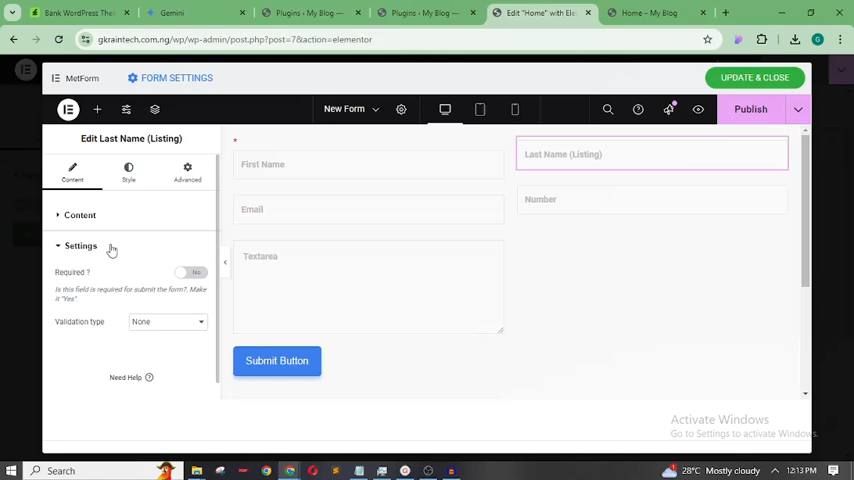 Bank WordPress The
Gemini
Plugins ‹ My Blog —
Plugins ‹ My Blog —
Edit "Home" with Ele
Home – My Blog
gkraintech.com.ng/wp/wp-admin/post.php?post=7&action=elementor
MetForm
FORM SETTINGS
UPDATE & CLOSE
New Form
Publish
Edit Last Name (Listing)
Content
Style
Advanced
Content
Settings
Required ?
No
Is this field is required for submit the form?. Make
it "Yes".
Validation type
None
Need Help
*
First Name
Last Name (Listing)
Email
Number
Textarea
Submit Button
Activate Windows
Go to Settings to activate Windows.
Search
28°C Mostly cloudy
12:13 PM